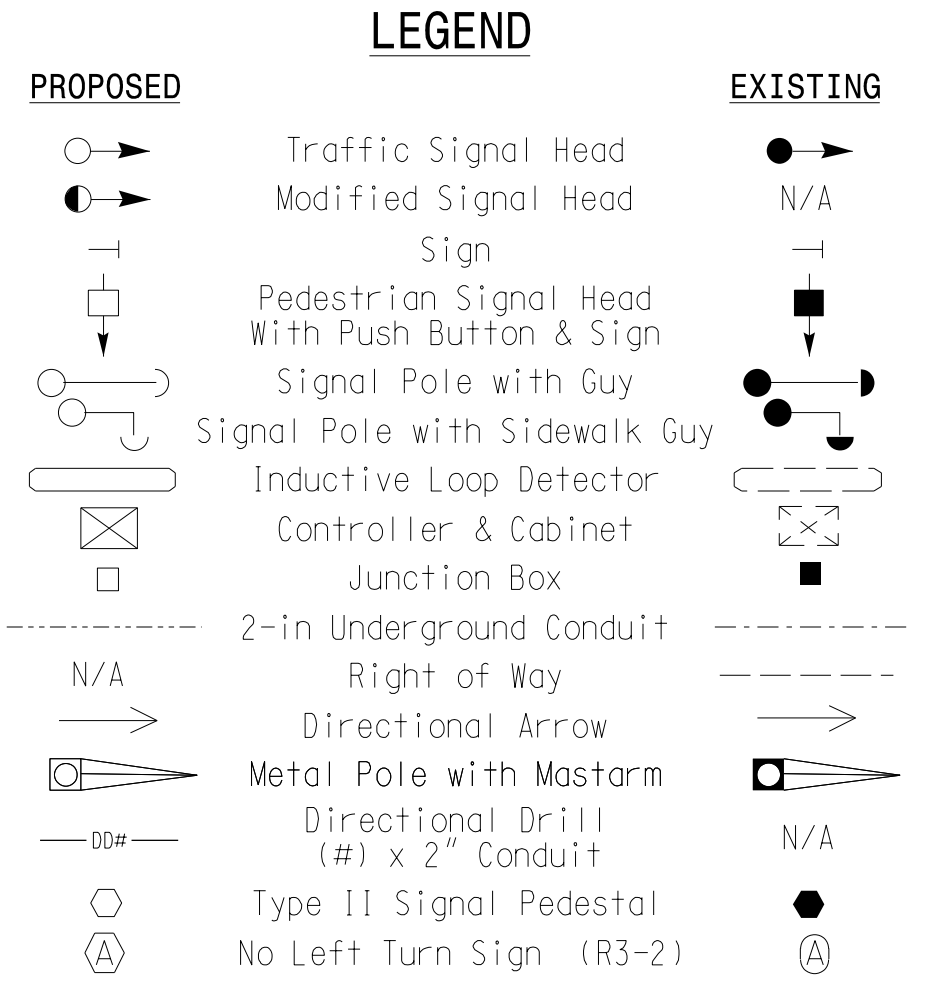 LEGEND
PROPOSED EXISTING
Traffic Signal Head
Modified Signal Head N/A
Sign
Pedestrian Signal Head
With Push Button & Sign
Signal Pole with Guy
Signal Pole with Sidewalk Guy
Inductive Loop Detector
Controller & Cabinet
Junction Box
2-in Underground Conduit
N/A Right of Way
Directional Arrow
Metal Pole with Mastarm
Directional Drill
DD# (#) x 2" Conduit N/A
Type II Signal Pedestal
A No Left Turn Sign (R3-2) A